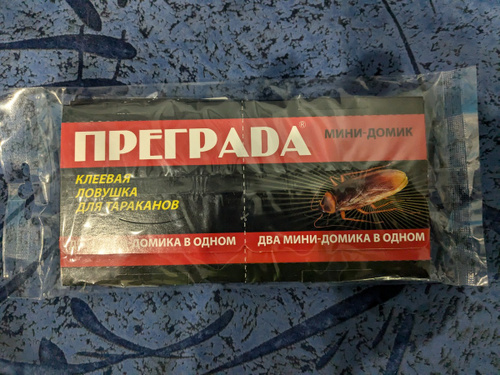 ПРЕГРАДА®
МИНИ-ДОМИК
КЛЕЕВАЯ
ЛОВУШКА
ДЛЯ ТАРАКАНОВ
-ДОМИКА В ОДНОМ
ДВА МИНИ-ДОМИКА В ОДНОМ